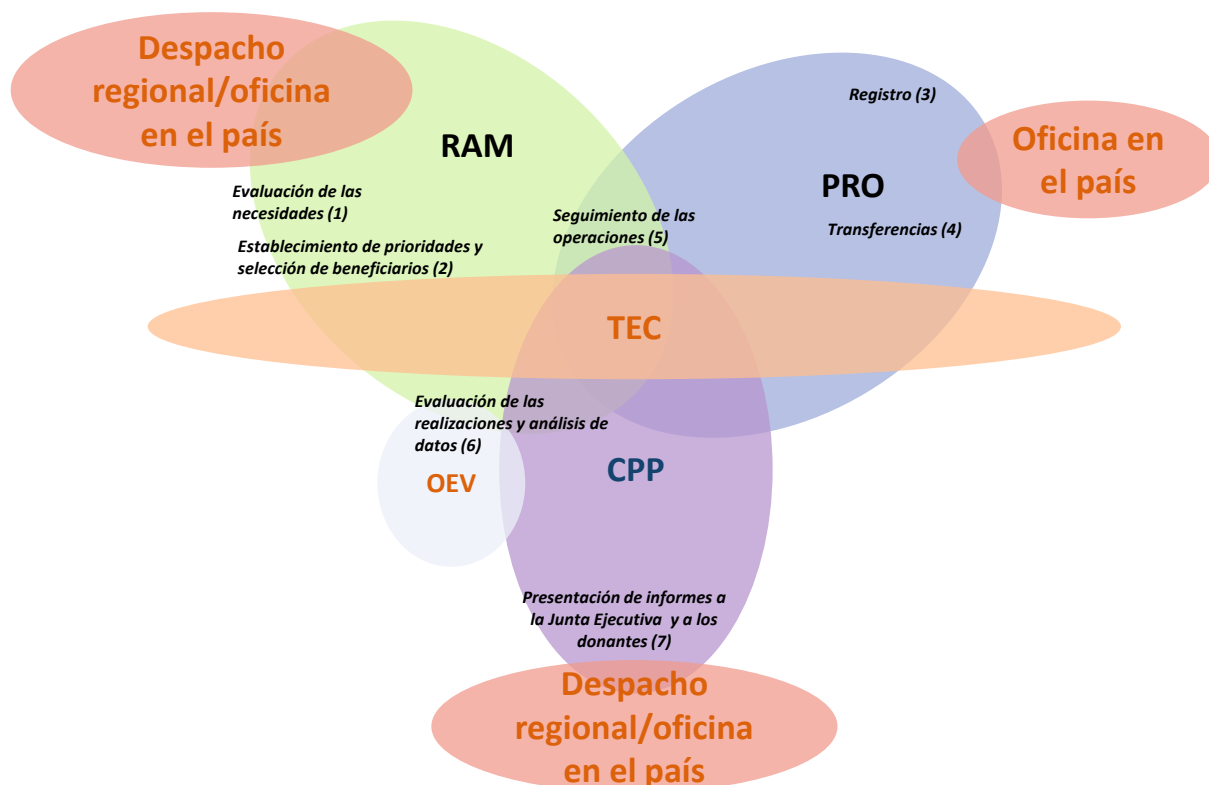 Despacho
regional/oficina
en el país
Registro (3)
Oficina en
el país
RAM
PRO
Evaluación de las
necesidades (1)
Seguimiento de las
operaciones (5)
Transferencias (4)
Establecimiento de prioridades y
selección de beneficiarios (2)
TEC
Evaluación de las
realizaciones y análisis de
datos (6)
OEV
CPP
Presentación de informes a
la Junta Ejecutiva y a los
donantes (7)
Despacho
regional/oficina
en el país